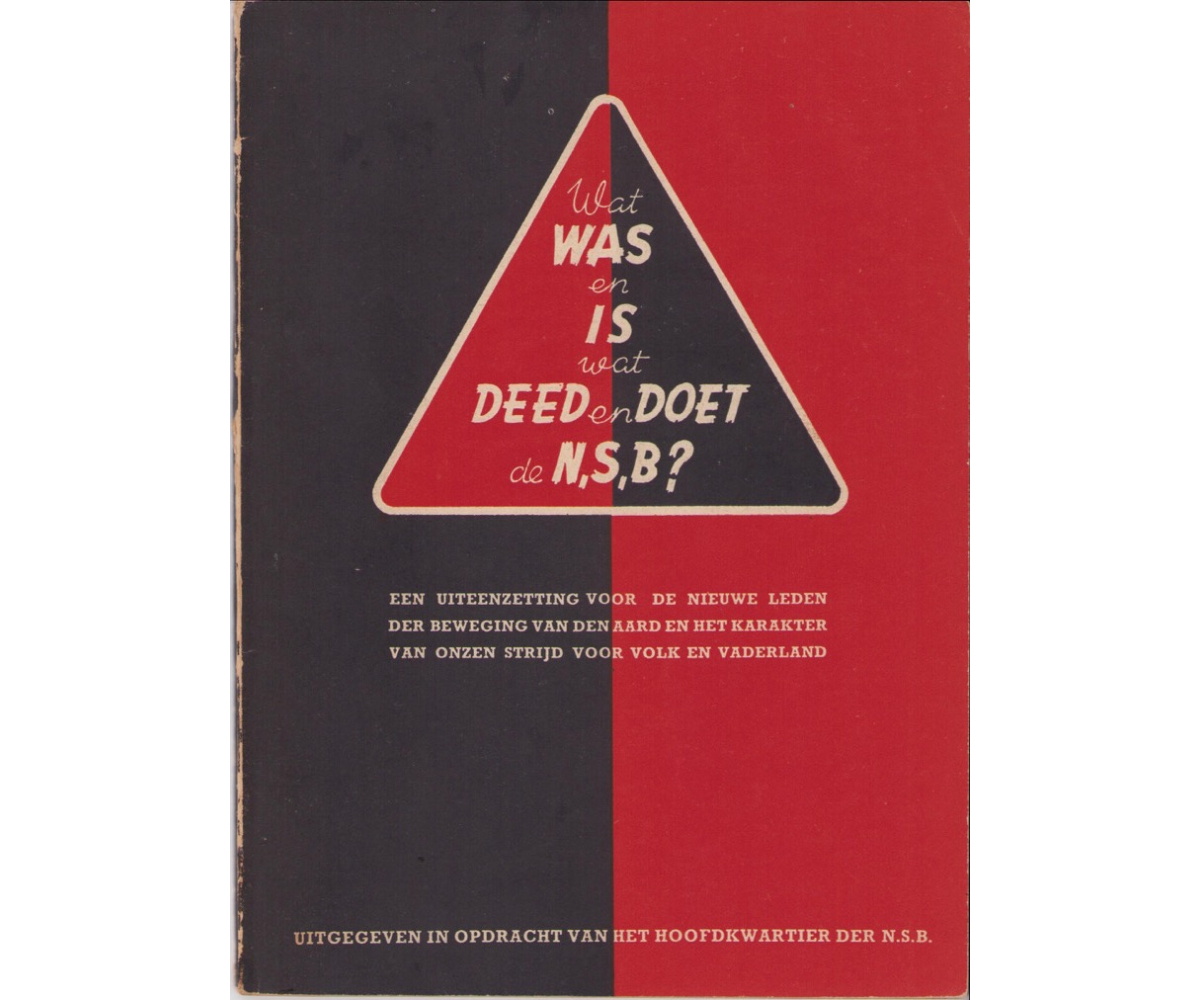 Wat
WAS
en
IS
wat
DEED en DOET
de N.S.B?
EEN UITEENZETTING VOOR DE NIEUWE LEDEN
DER BEWEGING VAN DEN AARD EN HET KARAKTER
VAN ONZEN STRIJD VOOR VOLK EN VADERLAND
UITGEGEVEN IN OPDRACHT VAN HET HOOFDKWARTIER DER N.S.B.